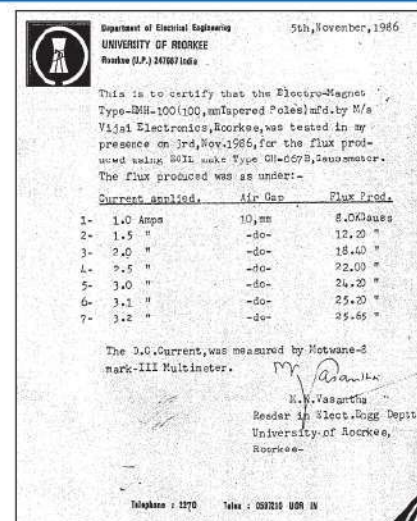 Department of Electrical Engineering
5th,November,1986
UNIVERSITY OF ROORKEE
Roorkee (U.P.) 247667 India
This is to certify that the Electro-Magnet
Type-EMH-100(100,mmTapered Poles)mfd.by M/s
Vijai Electronics,Roorkee,was tested in my
presence on 3rd,Nov.1986,for the flux prod-
uced using ECIL make Type GM-867B,Gaussmeter.
The flux produced was as under:-
Current applied. Air Gap Flux Prod.
1- 1.0 Amps 10,mm 8.0KGauss
2- 1.5 " -do- 12.20 "
3- 2.0 " -do- 18.40 "
4- 2.5 " -do- 22.00 "
5- 3.0 " -do- 24.20 "
6- 3.1 " -do- 25.20 "
7- 3.2 " -do- 25.65 "
The D.C.Current,was measured by Motwane-8
mark-III Multimeter.
Vasantha
M.K.Vasantha
Reader in Elect.Engg Deptt
University of Roorkee,
Roorkee-
Telephone : 2370 Telex : UOR IN